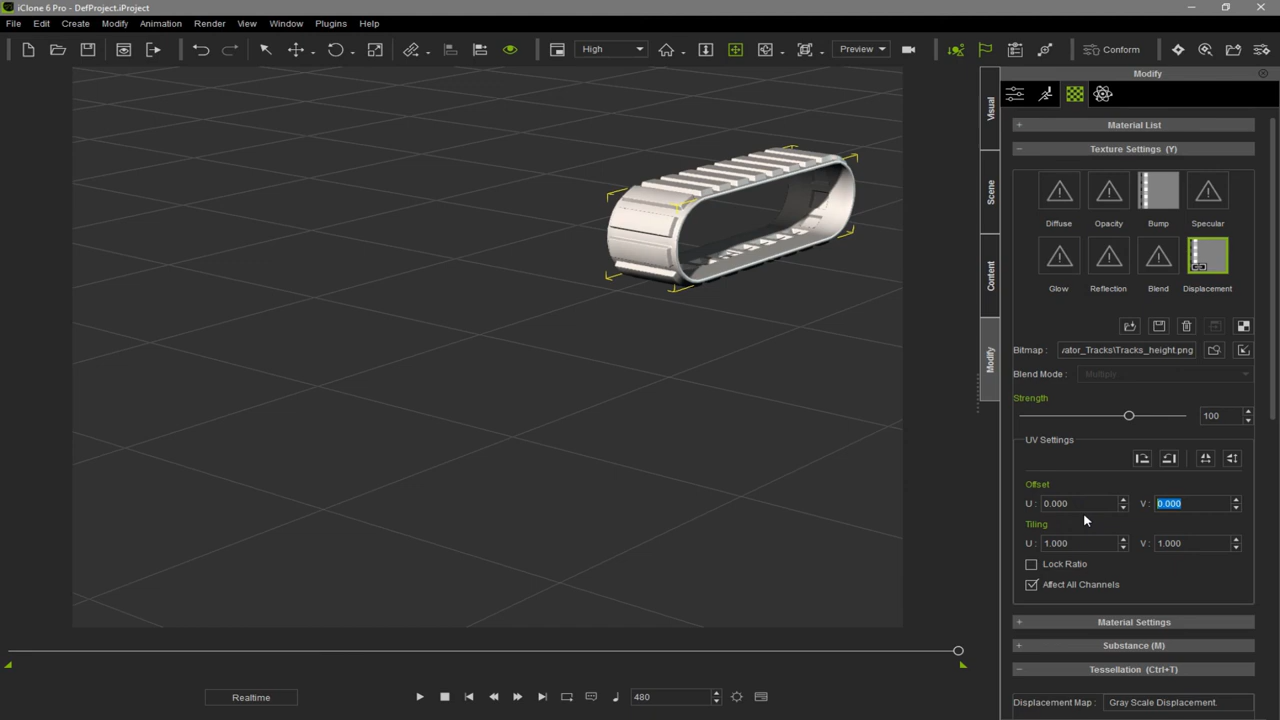 iClone 6 Pro - DefProject.iProject
File Edit Create Modify Animation Render View Window Plugins Help
High Preview Conform
Modify
Visual
Scene
Content
Modify
Material List
Texture Settings (Y)
Diffuse Opacity Bump Specular
Glow Reflection Blend Displacement
Bitmap : /ator_Tracks\Tracks_height.png
Blend Mode : Multiply
Strength
100
UV Settings
Offset
U : 0.000 V : 0.000
Tiling
U : 1.000 V : 1.000
Lock Ratio
Affect All Channels
Material Settings
Substance (M)
Tessellation (Ctrl+T)
Displacement Map : Gray Scale Displacement.
Realtime 480